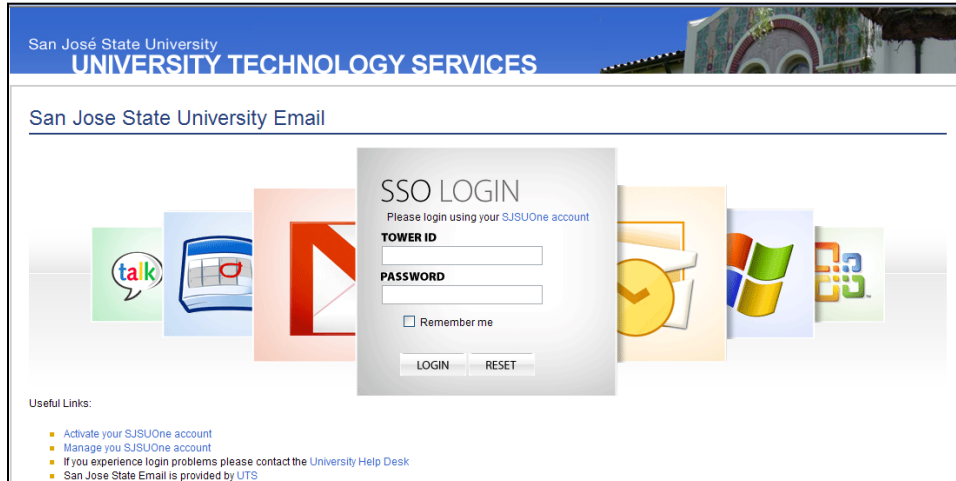 San José State University
UNIVERSITY TECHNOLOGY SERVICES
San Jose State University Email
talk
SSO LOGIN
Please login using your SJSUOne account
TOWER ID
PASSWORD
Remember me
LOGIN RESET
Useful Links:
Activate your SJSUOne account
Manage you SJSUOne account
If you experience login problems please contact the University Help Desk
San Jose State Email is provided by UTS